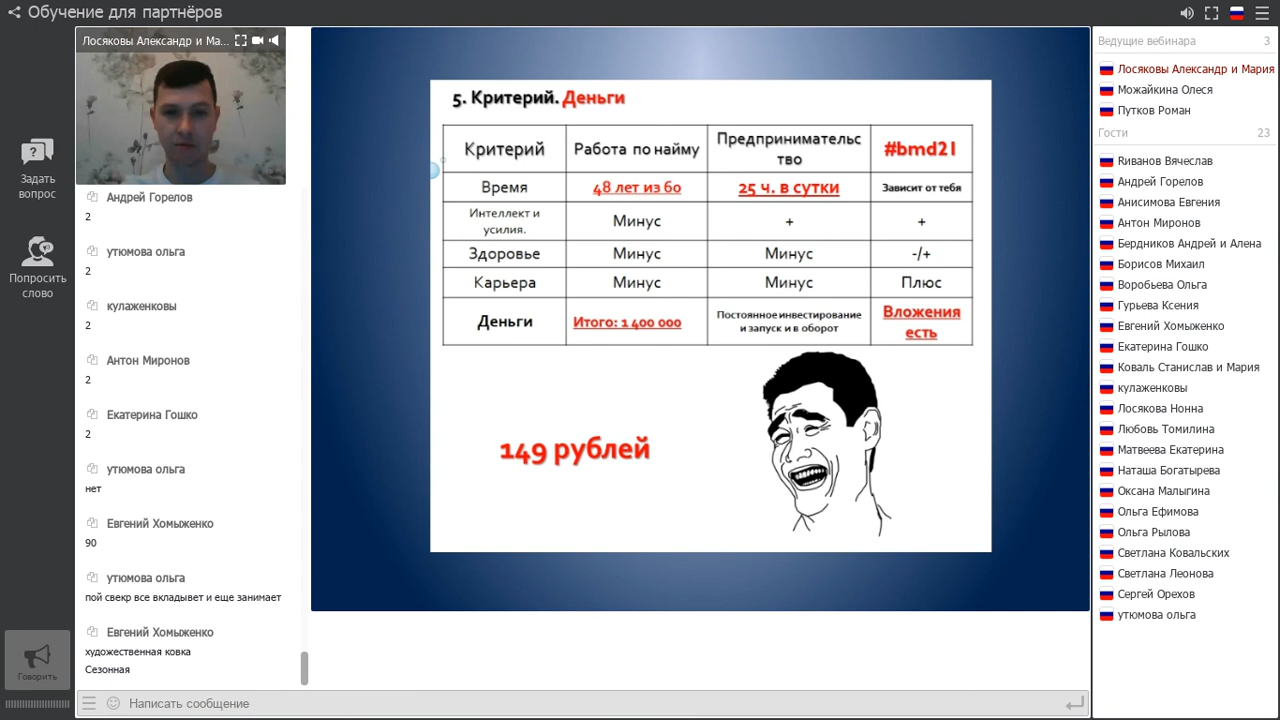 Обучение для партнёров
Лосяковы Александр и Ма...
Задать
вопрос
Попросить
слово
Говорить
Андрей Горелов
2
утюмова ольга
2
кулаженковы
2
Антон Миронов
2
Екатерина Гошко
2
утюмова ольга
нет
Евгений Хомыженко
90
утюмова ольга
пой свекр все вкладывет и еще занимает
Евгений Хомыженко
художественная ковка
Сезонная
Написать сообщение
5. Критерий. Деньги
Критерий
Работа по найму
Предпринимательс
тво
#bmd21
Время
48 лет из 60
25 ч. в сутки
Зависит от тебя
Интеллект и
усилия.
Минус
+
+
Здоровье
Минус
Минус
-/+
Карьера
Минус
Минус
Плюс
Деньги
Итого: 1 400 000
Постоянное инвестирование
и запуск и в оборот
Вложения
есть
149 рублей
Ведущие вебинара 3
Лосяковы Александр и Мария
Можайкина Олеся
Путков Роман
Гости 23
Rиванов Вячеслав
Андрей Горелов
Анисимова Евгения
Антон Миронов
Бердников Андрей и Алена
Борисов Михаил
Воробьева Ольга
Гурьева Ксения
Евгений Хомыженко
Екатерина Гошко
Коваль Станислав и Мария
кулаженковы
Лосякова Нонна
Любовь Томилина
Матвеева Екатерина
Наташа Богатырева
Оксана Малыгина
Ольга Ефимова
Ольга Рылова
Светлана Ковальских
Светлана Леонова
Сергей Орехов
утюмова ольга